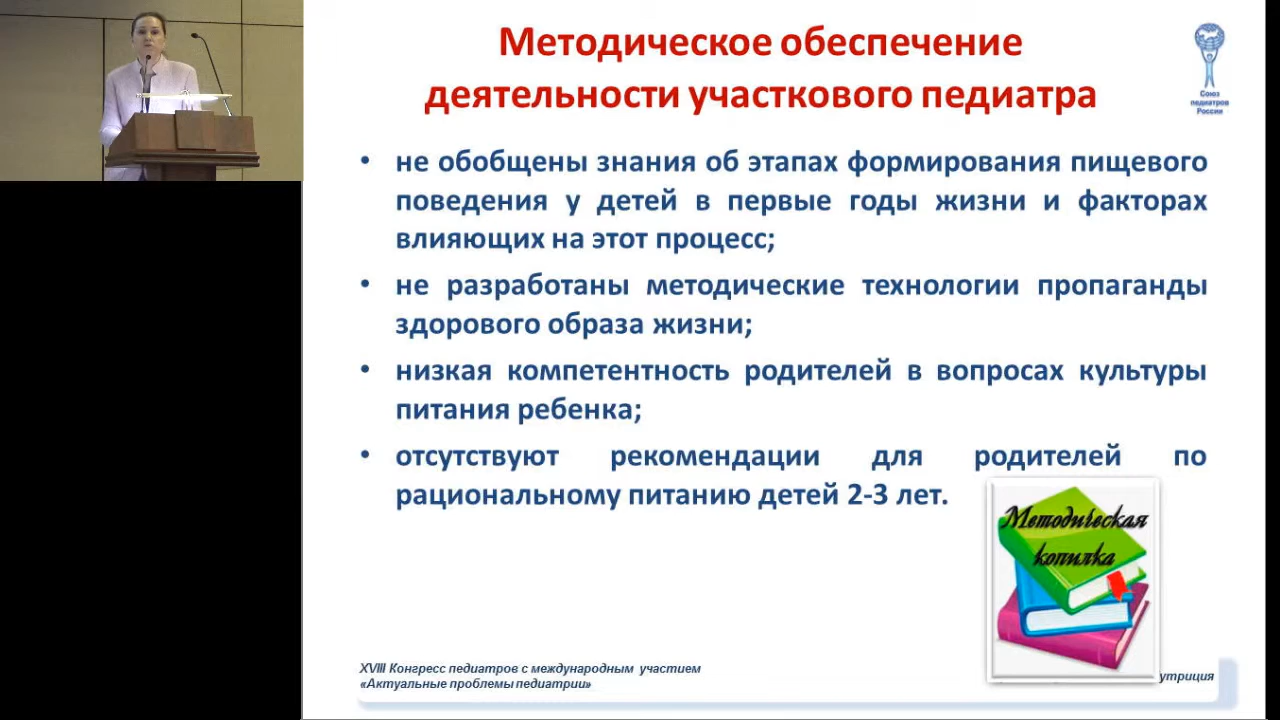 Методическое обеспечение
деятельности участкового педиатра
Союз
педиатров
России
• не обобщены знания об этапах формирования пищевого
поведения у детей в первые годы жизни и факторах
влияющих на этот процесс;
• не разработаны методические технологии пропаганды
здорового образа жизни;
• низкая компетентность родителей в вопросах культуры
питания ребенка;
• отсутствуют рекомендации для родителей по
рациональному питанию детей 2-3 лет.
Методическая
копилка
XVIII Конгресс педиатров с международным участием
«Актуальные проблемы педиатрии»